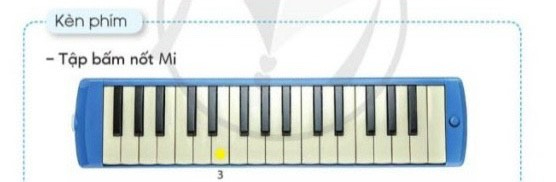 Kèn phím
– Tập bấm nốt Mi
3